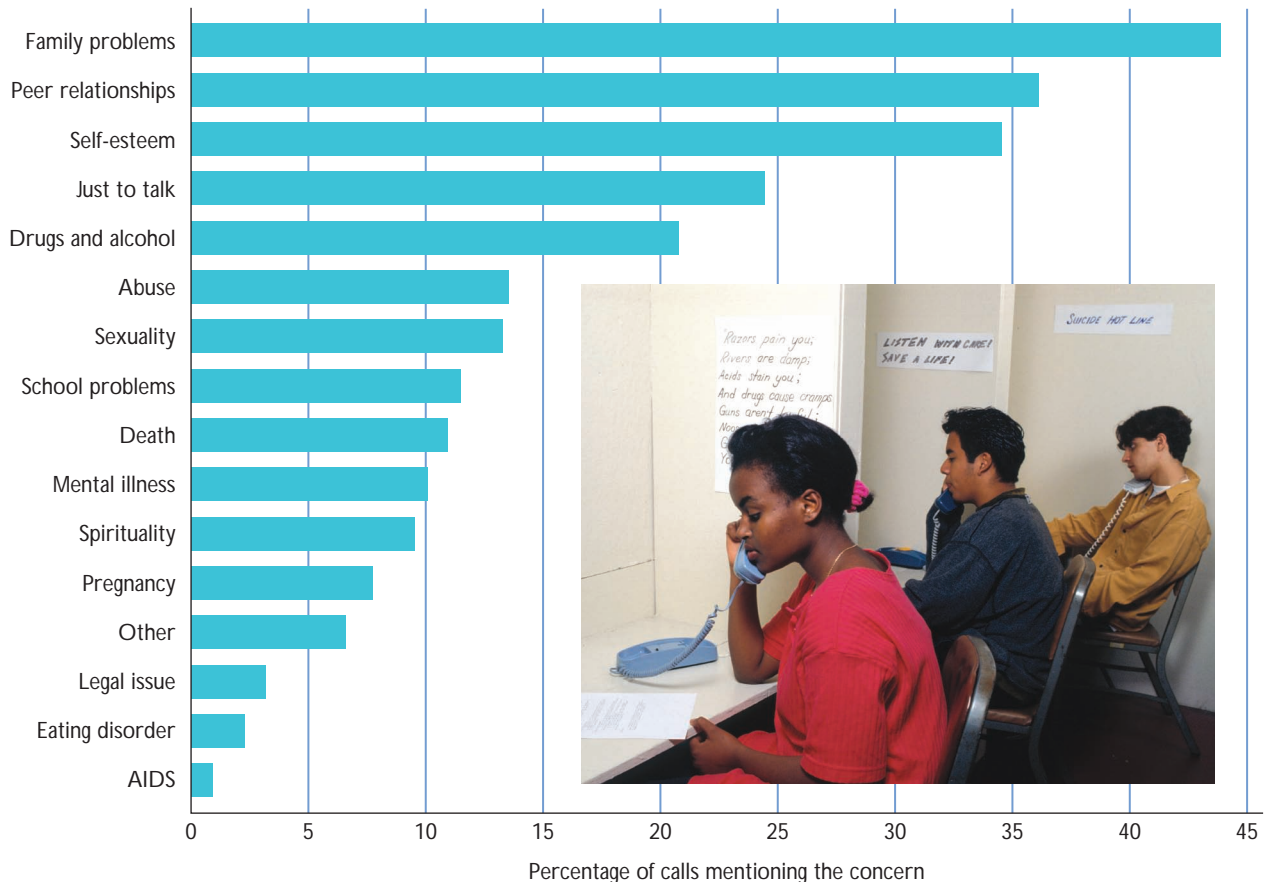 Family problems
Peer relationships
Self-esteem
Just to talk
Drugs and alcohol
Abuse
Sexuality
School problems
Death
Mental illness
Spirituality
Pregnancy
Other
Legal issue
Eating disorder
AIDS
0 5 10 15 20 25 30 35 40 45
Percentage of calls mentioning the concern
"Razors pain you;
Rivers are damp;
Acids stain you;
And drugs cause cramps.
Guns aren't
LISTEN WITH CARE!
SAVE A LIFE!
SUICIDE HOT LINE